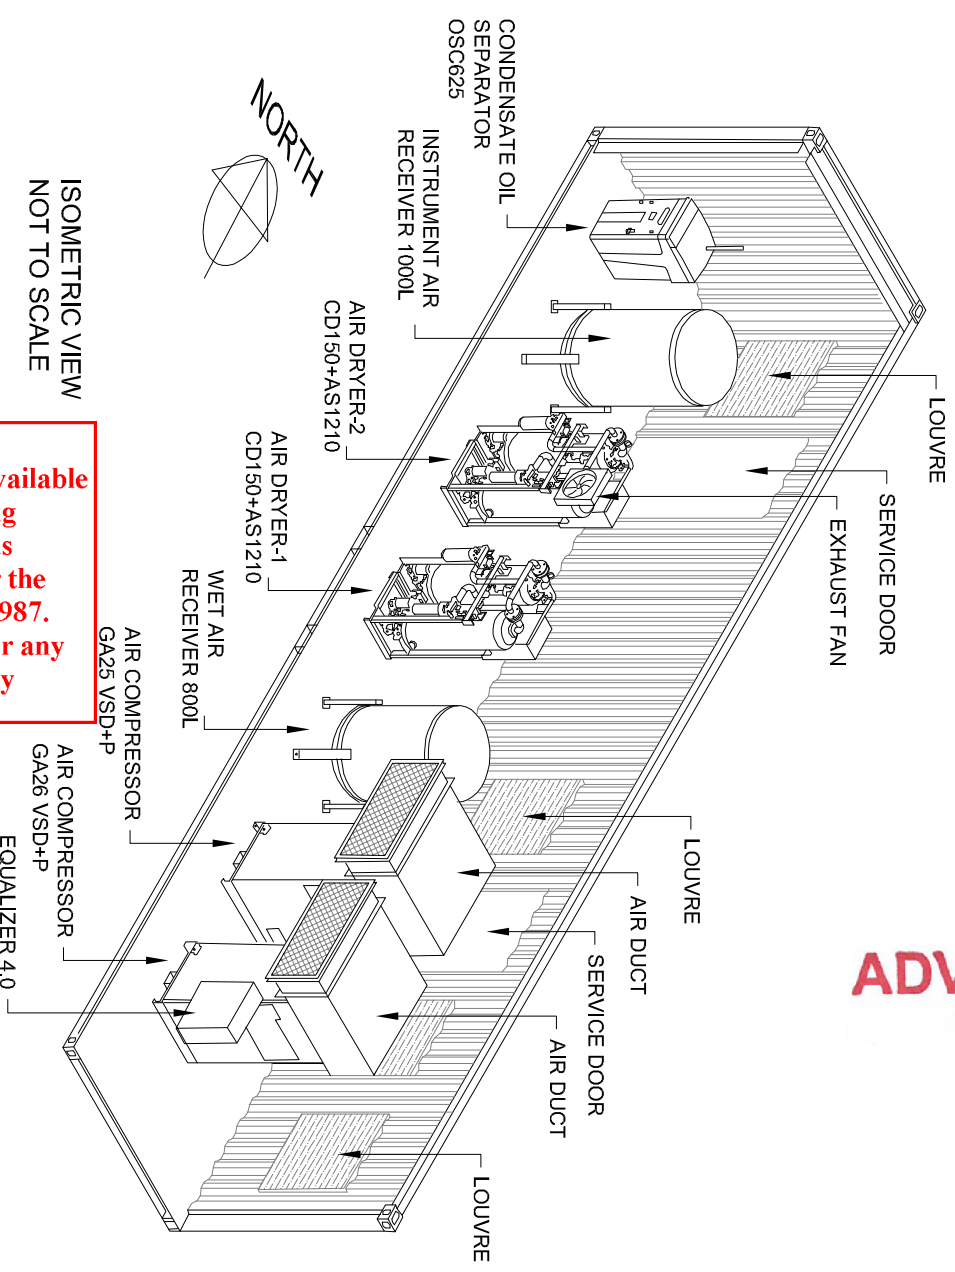 CONDENSATE OIL
SEPARATOR
OSC625
NORTH
INSTRUMENT AIR
RECEIVER 1000L
ISOMETRIC VIEW
NOT TO SCALE
AIR DRYER-2
CD150+AS1210
AIR DRYER-1
CD150+AS1210
WET AIR
RECEIVER 800L
AIR COMPRESSOR
GA25 VSD+P
AIR COMPRESSOR
GA26 VSD+P
EQUALIZER 4.0
LOUVRE
SERVICE DOOR
EXHAUST FAN
LOUVRE
AIR DUCT
SERVICE DOOR
AIR DUCT
LOUVRE
vailable
the
987.
r any
ADV